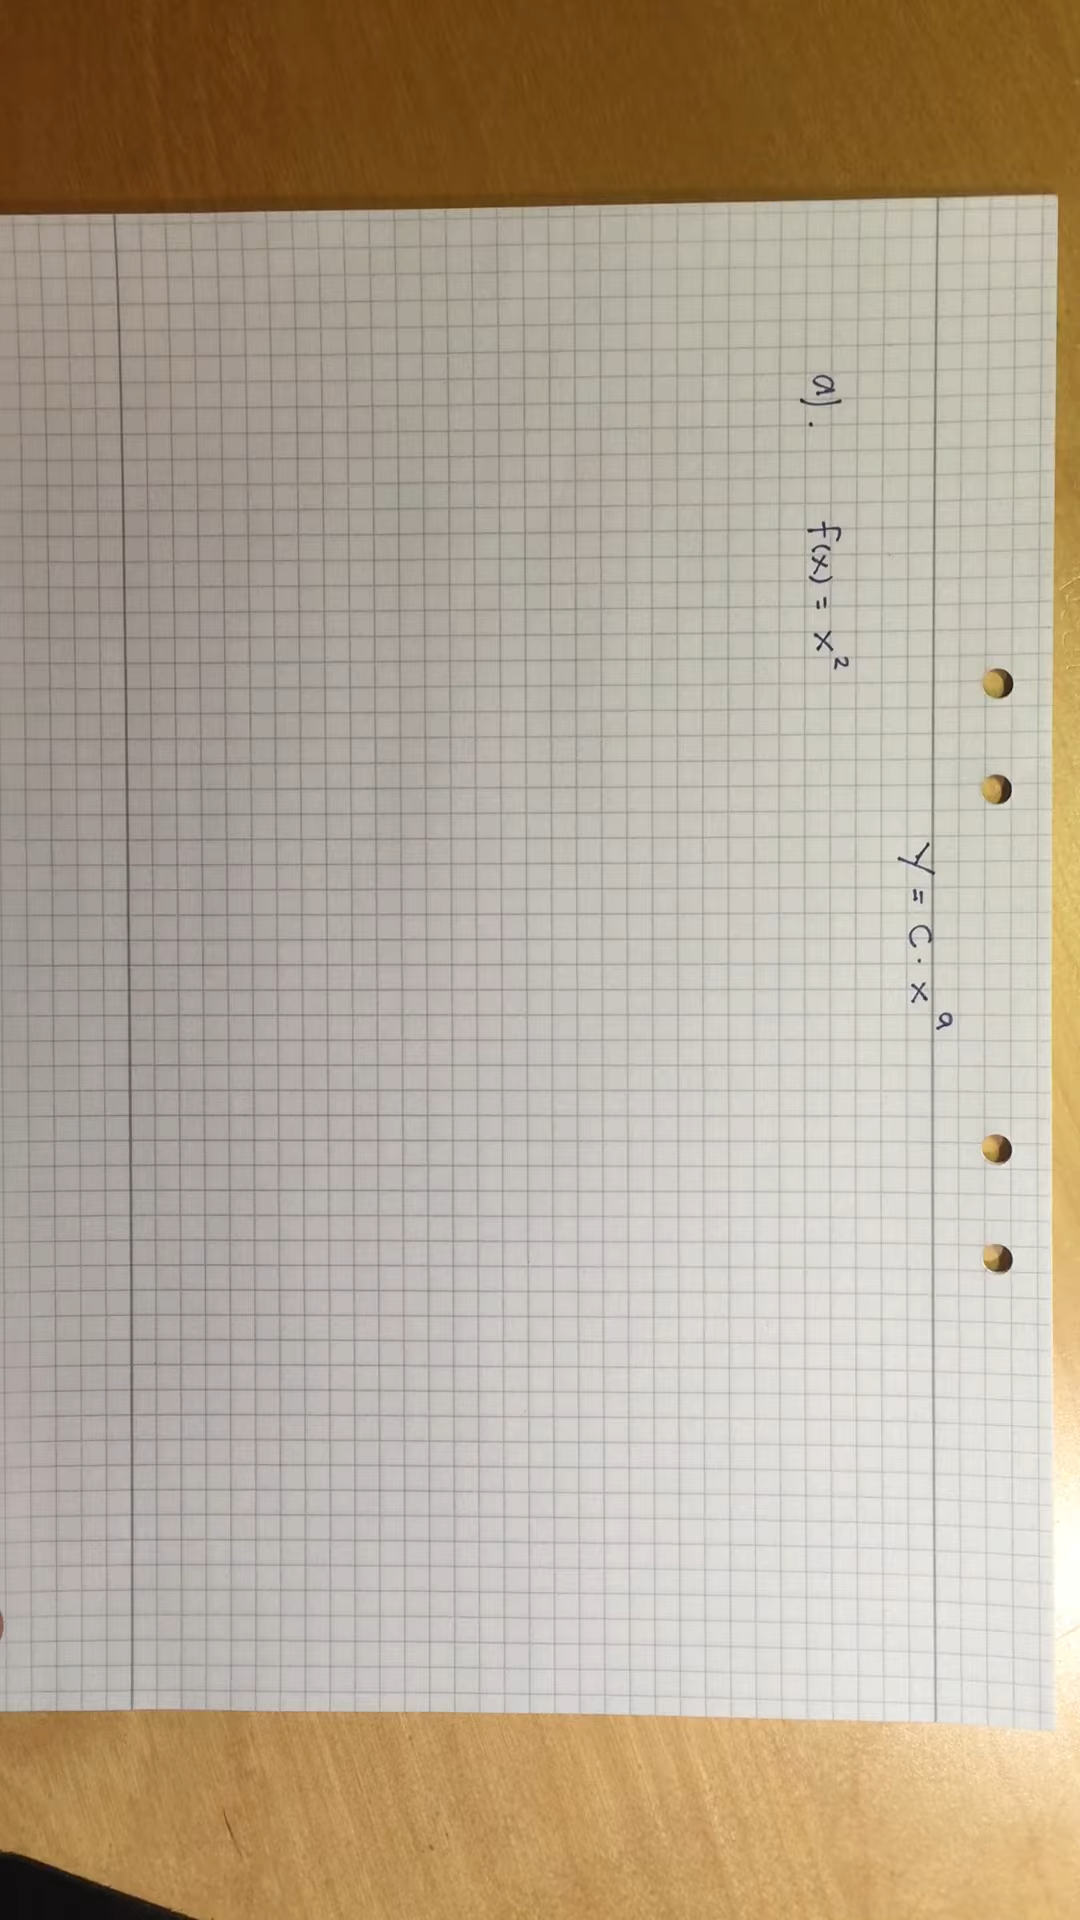 y = C · x^a
a). f(x) = x²